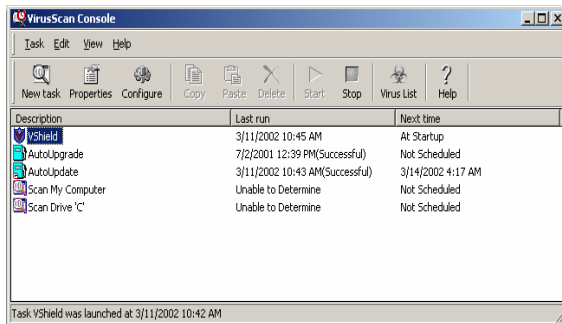 VirusScan Console
Task Edit View Help
New task Properties Configure Copy Paste Delete Start Stop Virus List Help
Description Last run Next time
VShield 3/11/2002 10:45 AM At Startup
AutoUpgrade 7/2/2001 12:39 PM(Successful) Not Scheduled
AutoUpdate 3/11/2002 10:43 AM(Successful) 3/14/2002 4:17 AM
Scan My Computer Unable to Determine Not Scheduled
Scan Drive 'C' Unable to Determine Not Scheduled
Task VShield was launched at 3/11/2002 10:42 AM